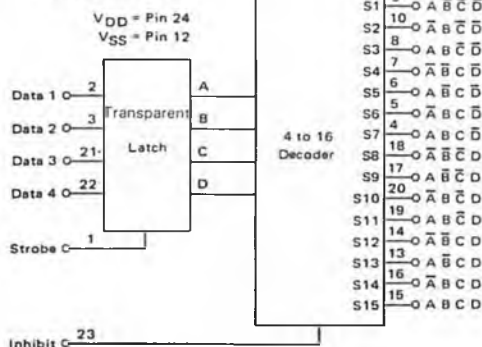 VDD = Pin 24
VSS = Pin 12
Data 1 2
Data 2 3
Data 3 21
Data 4 22
Strobe 1
Inhibit 23
Transparent
Latch
A
B
C
D
4 to 16
Decoder
S1 A B̅ C̅ D̅
S2 10 A̅ B C̅ D̅
S3 8 A B C̅ D̅
S4 7 A̅ B̅ C D̅
S5 6 A B̅ C D̅
S6 5 A̅ B C D̅
S7 4 A B C D̅
S8 18 A̅ B̅ C̅ D
S9 17 A B̅ C̅ D
S10 20 A̅ B C̅ D
S11 19 A B C̅ D
S12 14 A̅ B̅ C D
S13 13 A B̅ C D
S14 16 A̅ B C D
S15 15 A B C D